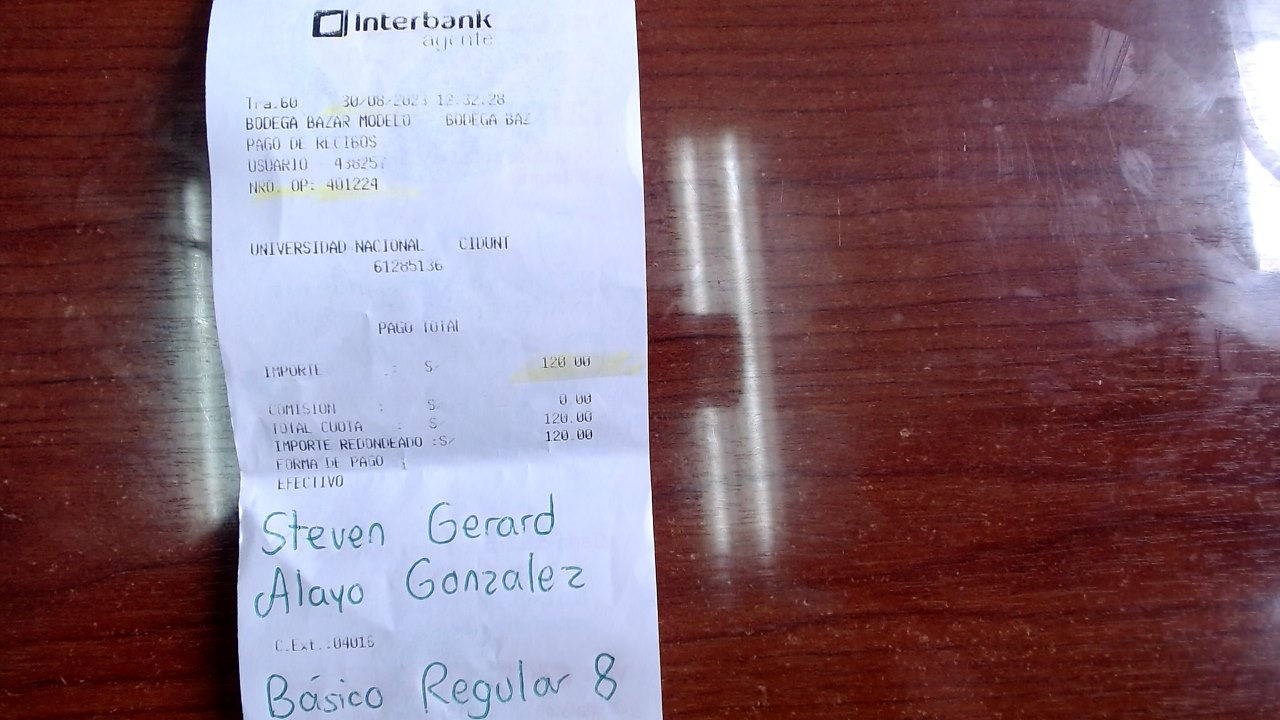 Interbank
agente
Tra.60 30/08/2023 12:32:28
BODEGA BAZAR MODELO BODEGA BAZ
PAGO DE RECIBOS
USUARIO
NRO. OP: 401224
UNIVERSIDAD NACIONAL CIDUNT
61285136
PAGO TOTAL
IMPORTE : S/ 120.00
COMISION : S 0.00
TOTAL CUOTA : S 120.00
IMPORTE REDONDEADO :S/ 120.00
FORMA DE PAGO :
EFECTIVO
Steven Gerard
Alayo Gonzalez
C.Ext.:04016
Básico Regular 8